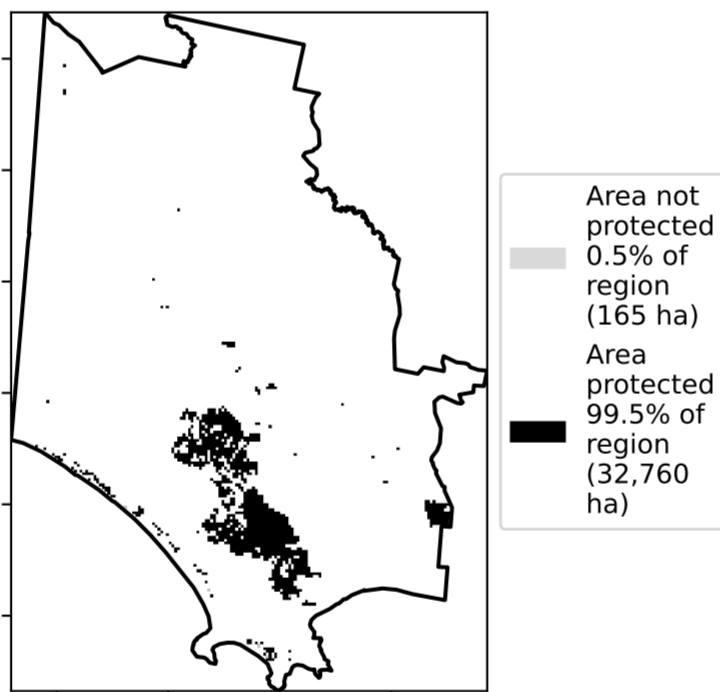 Area not
protected
0.5% of
region
(165 ha)
Area
protected
99.5% of
region
(32,760
ha)